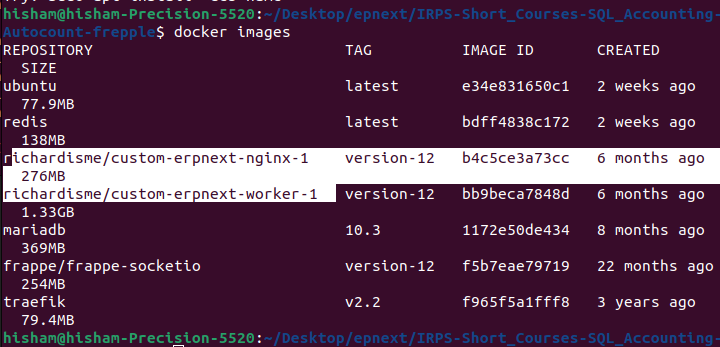 hisham@hisham-Precision-5520:~/Desktop/epnext/IRPS-Short_Courses-SQL_Accounting-
Autocount-frepple$ docker images
REPOSITORY TAG IMAGE ID CREATED
SIZE
ubuntu latest e34e831650c1 2 weeks ago
77.9MB
redis latest bdff4838c172 2 weeks ago
138MB
richardisme/custom-erpnext-nginx-1 version-12 b4c5ce3a73cc 6 months ago
276MB
richardisme/custom-erpnext-worker-1 version-12 bb9beca7848d 6 months ago
1.33GB
mariadb 10.3 1172e50de434 8 months ago
369MB
frappe/frappe-socketio version-12 f5b7eae79719 22 months ago
254MB
traefik v2.2 f965f5a1fff8 3 years ago
79.4MB
hisham@hisham-Precision-5520:~/Desktop/epnext/IRPS-Short_Courses-SQL_Accounting-